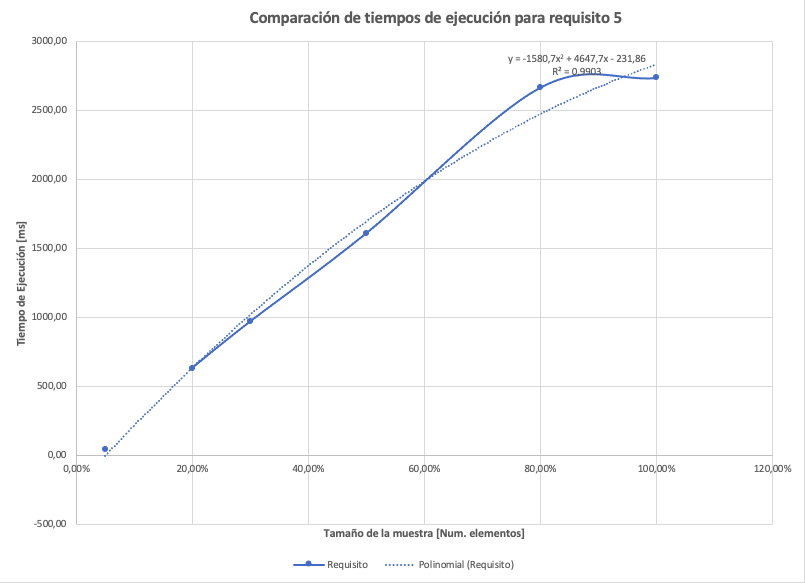 Comparación de tiempos de ejecución para requisito 5
3000,00
y = -1580,7x² + 4647,7x - 231,86
R² = 0,9903
2500,00
2000,00
1500,00
1000,00
500,00
0,00
-500,00
Tiempo de Ejecución [ms]
0,00% 20,00% 40,00% 60,00% 80,00% 100,00% 120,00%
Tamaño de la muestra [Num. elementos]
Requisito Polinomial (Requisito)